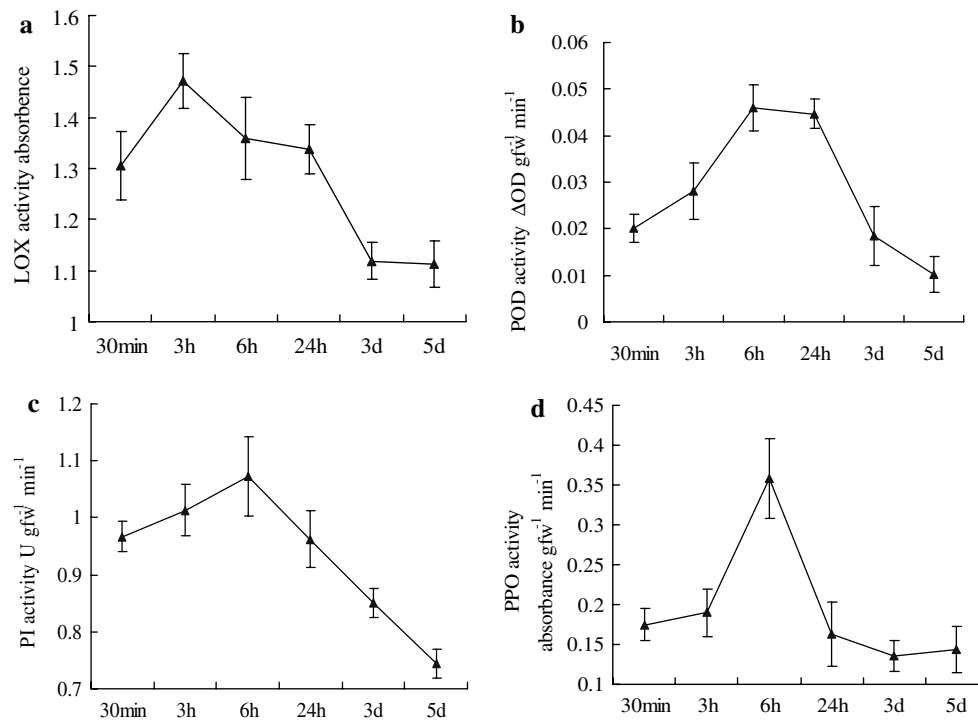 a
1.6
1.5
1.4
1.3
1.2
1.1
1
LOX activity absorbence
30min 3h 6h 24h 3d 5d
b
0.06
0.05
0.04
0.03
0.02
0.01
0
POD activity ΔOD gfw-1 min-1
30min 3h 6h 24h 3d 5d
c
1.2
1.1
1
0.9
0.8
0.7
PI activity U gfw-1 min-1
30min 3h 6h 24h 3d 5d
d
0.45
0.4
0.35
0.3
0.25
0.2
0.15
0.1
PPO activity
absorbance gfw-1 min-1
30min 3h 6h 24h 3d 5d